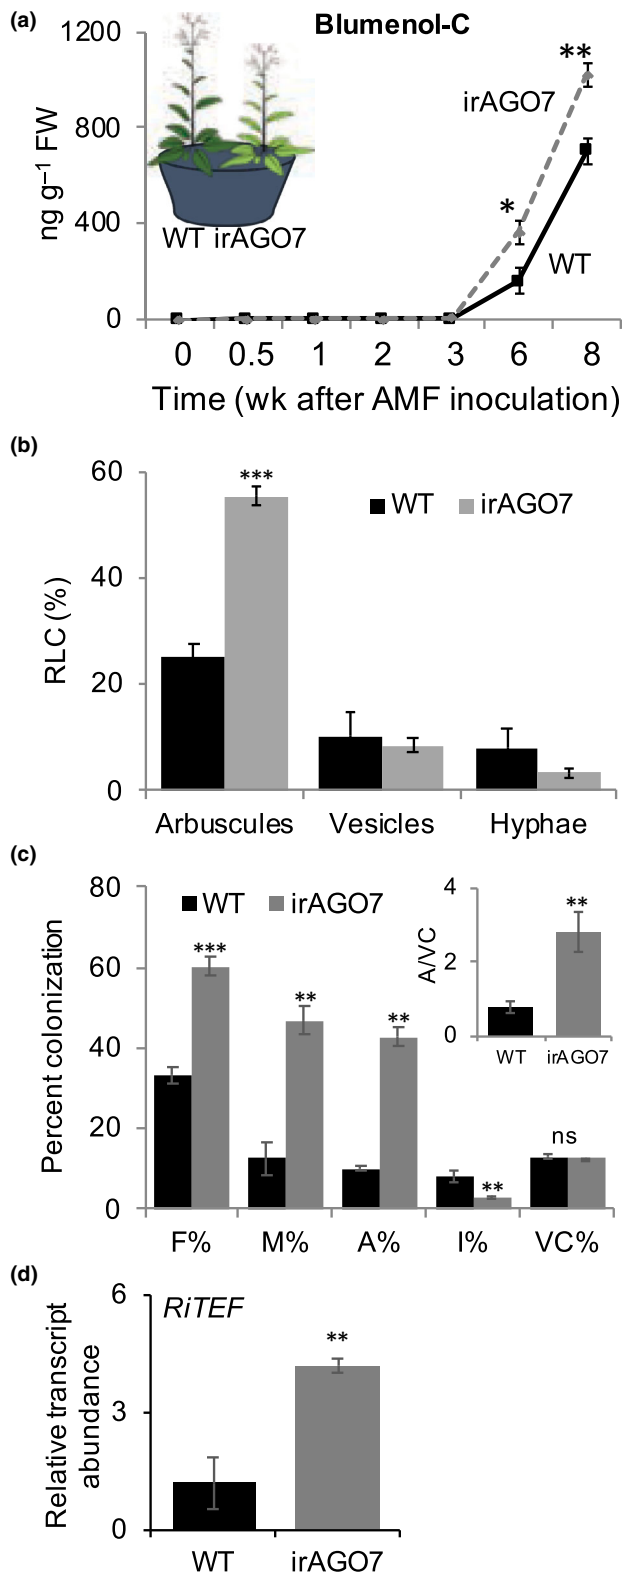 (a)
Blumenol-C
1200
800
400
0
ng g–1 FW
**
irAGO7
*
WT
WT irAGO7
0 0.5 1 2 3 6 8
Time (wk after AMF inoculation)
(b)
60
40
20
0
RLC (%)
***
WT irAGO7
Arbuscules Vesicles Hyphae
(c)
80
60
40
20
0
Percent colonization
WT irAGO7
***
**
**
**
ns
F% M% A% I% VC%
4
2
0
A/VC
**
WT irAGO7
(d)
6
3
0
Relative transcript
abundance
RiTEF
**
WT irAGO7